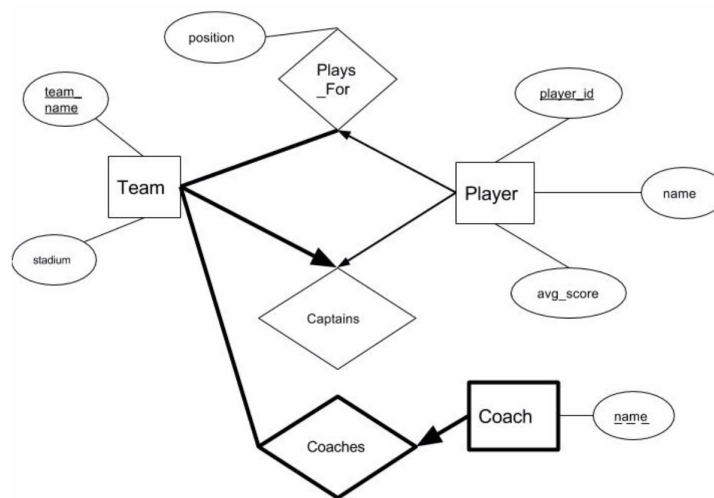 position
Plays
_For
team_
name
player_id
Team
Player
name
stadium
avg_score
Captains
Coach
name
Coaches